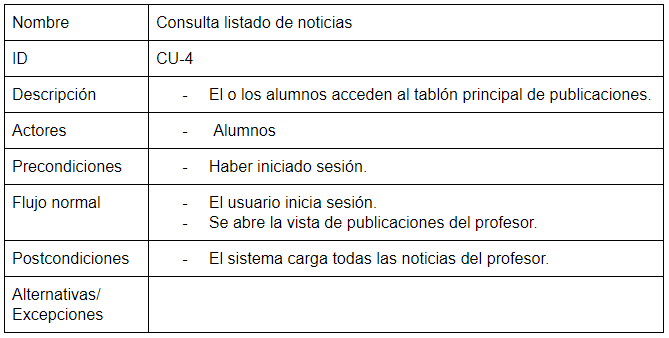 Nombre Consulta listado de noticias
ID CU-4
Descripción - El o los alumnos acceden al tablón principal de publicaciones.
Actores - Alumnos
Precondiciones - Haber iniciado sesión.
Flujo normal - El usuario inicia sesión.
- Se abre la vista de publicaciones del profesor.
Postcondiciones - El sistema carga todas las noticias del profesor.
Alternativas/
Excepciones